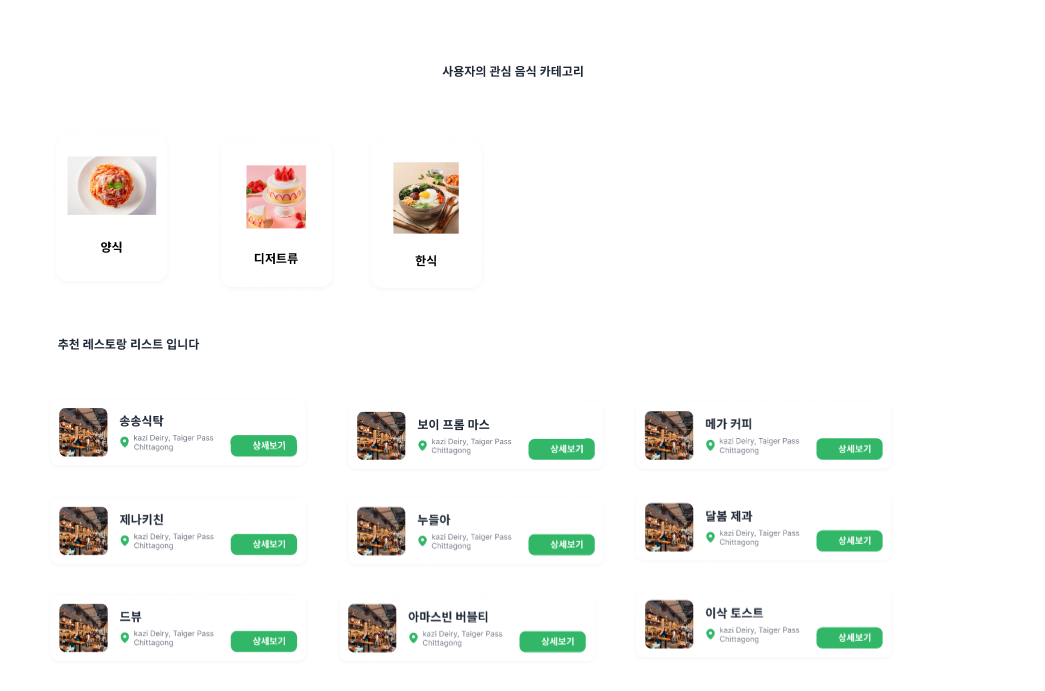 사용자의 관심 음식 카테고리
양식
디저트류
한식
추천 레스토랑 리스트 입니다
송송식탁
kazi Deiry, Taiger Pass
Chittagong
상세보기
보이 프롬 마스
kazi Deiry, Taiger Pass
Chittagong
상세보기
메가 커피
kazi Deiry, Taiger Pass
Chittagong
상세보기
제나키친
kazi Deiry, Taiger Pass
Chittagong
상세보기
누들아
kazi Deiry, Taiger Pass
Chittagong
상세보기
달봄 제과
kazi Deiry, Taiger Pass
Chittagong
상세보기
드뷰
kazi Deiry, Taiger Pass
Chittagong
상세보기
아마스빈 버블티
kazi Deiry, Taiger Pass
Chittagong
상세보기
이삭 토스트
kazi Deiry, Taiger Pass
Chittagong
상세보기